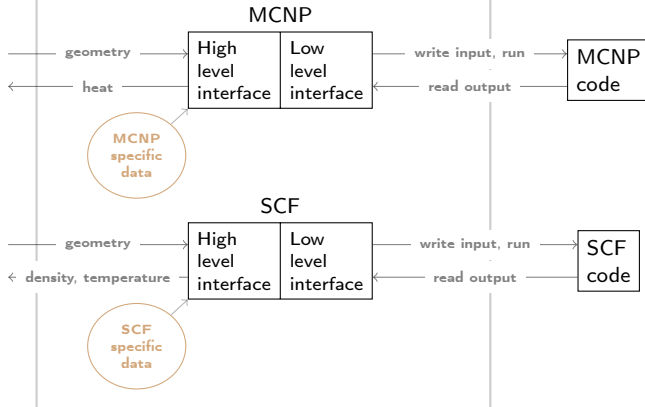 MCNP
geometry
heat
High
level
interface
Low
level
interface
write input, run
read output
MCNP
code
MCNP
specific
data
SCF
geometry
density, temperature
High
level
interface
Low
level
interface
write input, run
read output
SCF
code
SCF
specific
data